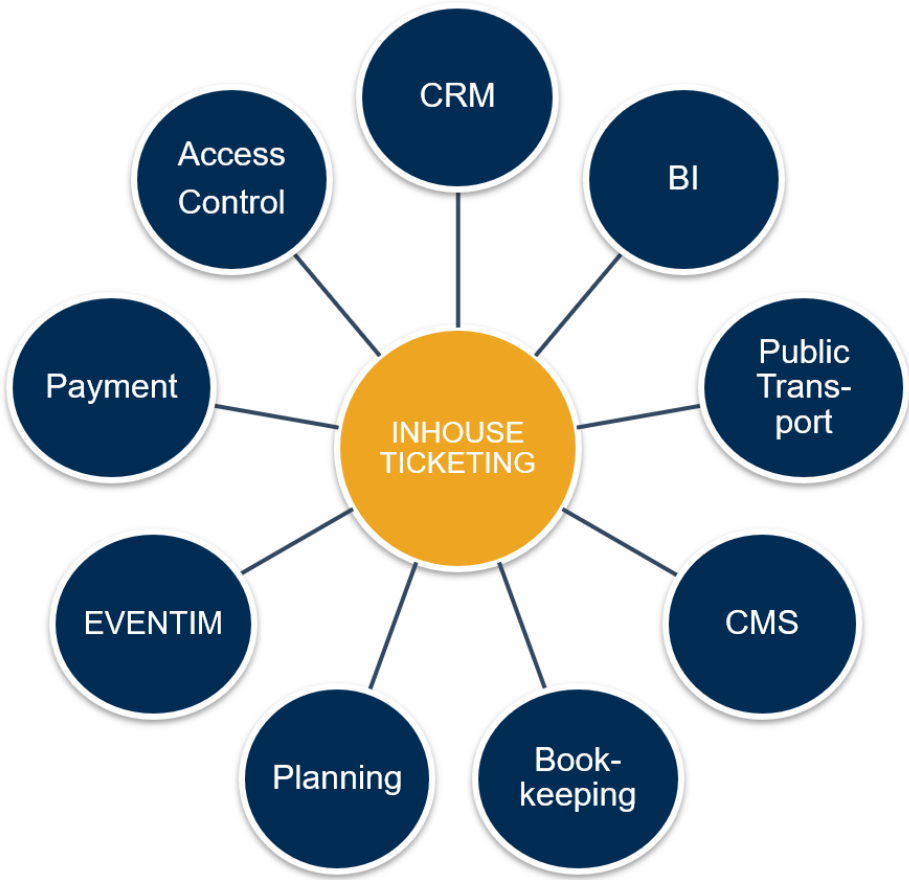 CRM
BI
Public
Trans-
port
CMS
Book-
keeping
Planning
EVENTIM
Payment
Access
Control
INHOUSE
TICKETING